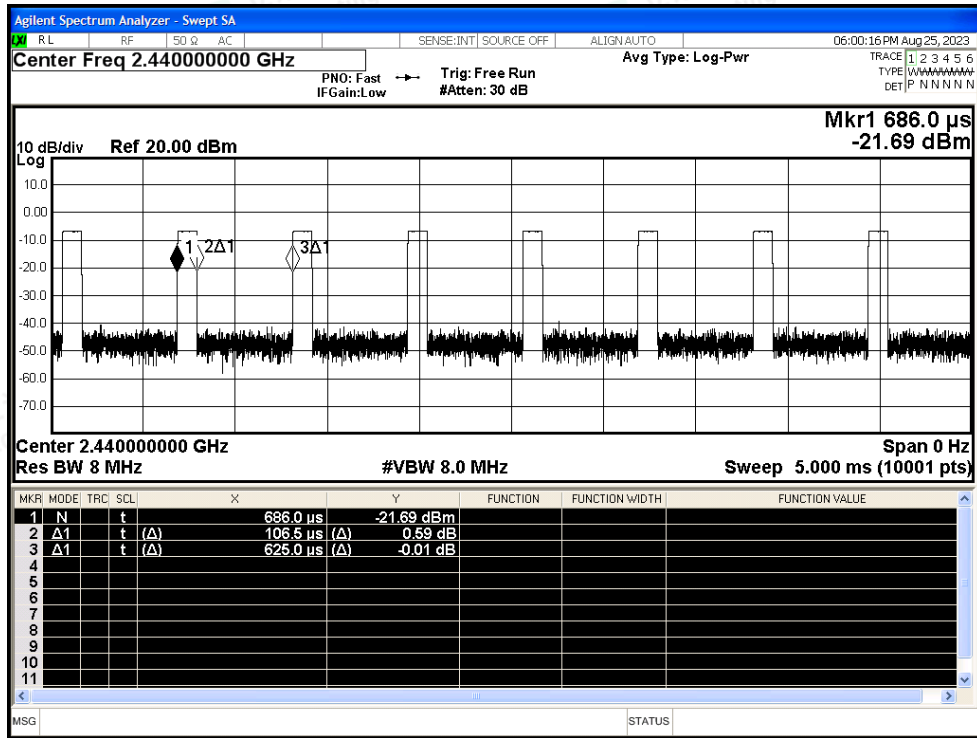 Agilent Spectrum Analyzer - Swept SA
LXI RL RF 50 Ω AC SENSE:INT SOURCE OFF ALIGN AUTO 06:00:16 PM Aug 25, 2023
Center Freq 2.440000000 GHz Avg Type: Log-Pwr TRACE 1 2 3 4 5 6
PNO: Fast Trig: Free Run TYPE WWWWWW
IFGain:Low #Atten: 30 dB DET P N N N N N
Mkr1 686.0 µs
10 dB/div Ref 20.00 dBm -21.69 dBm
Log
10.0
0.00
-10.0
1 2Δ1 3Δ1
-20.0
-30.0
-40.0
-50.0
-60.0
-70.0
Center 2.440000000 GHz Span 0 Hz
Res BW 8 MHz #VBW 8.0 MHz Sweep 5.000 ms (10001 pts)
MKR MODE TRC SCL X Y FUNCTION FUNCTION WIDTH FUNCTION VALUE
1 N t 686.0 µs -21.69 dBm
2 Δ1 t (Δ) 106.5 µs (Δ) 0.59 dB
3 Δ1 t (Δ) 625.0 µs (Δ) -0.01 dB
4
5
6
7
8
9
10
11
MSG STATUS